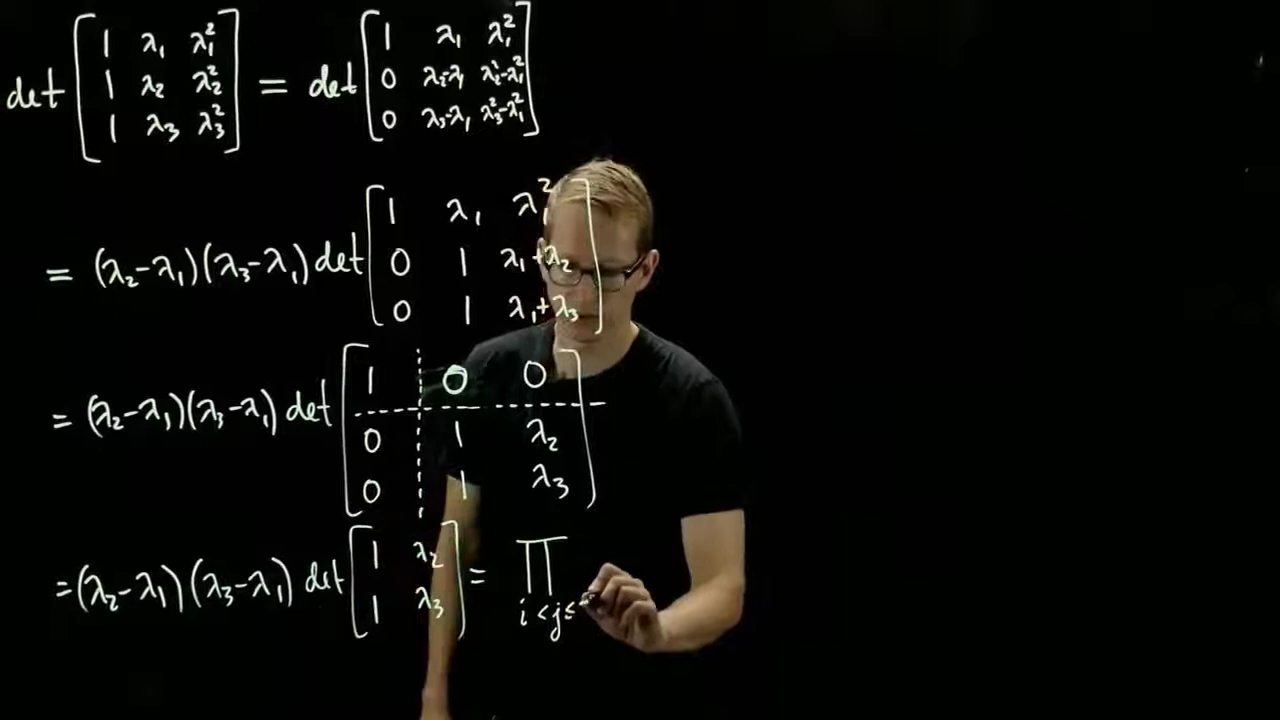 det [ 1 λ₁ λ₁² ; 1 λ₂ λ₂² ; 1 λ₃ λ₃² ] = det [ 1 λ₁ λ₁² ; 0 λ₂-λ₁ λ₂²-λ₁² ; 0 λ₃-λ₁ λ₃²-λ₁² ]
= (λ₂-λ₁)(λ₃-λ₁) det [ 1 λ₁ λ₁² ; 0 1 λ₁+λ₂ ; 0 1 λ₁+λ₃ ]
= (λ₂-λ₁)(λ₃-λ₁) det [ 1 0 0 ; 0 1 λ₂ ; 0 1 λ₃ ]
= (λ₂-λ₁)(λ₃-λ₁) det [ 1 λ₂ ; 1 λ₃ ] = ∏ i<j≤